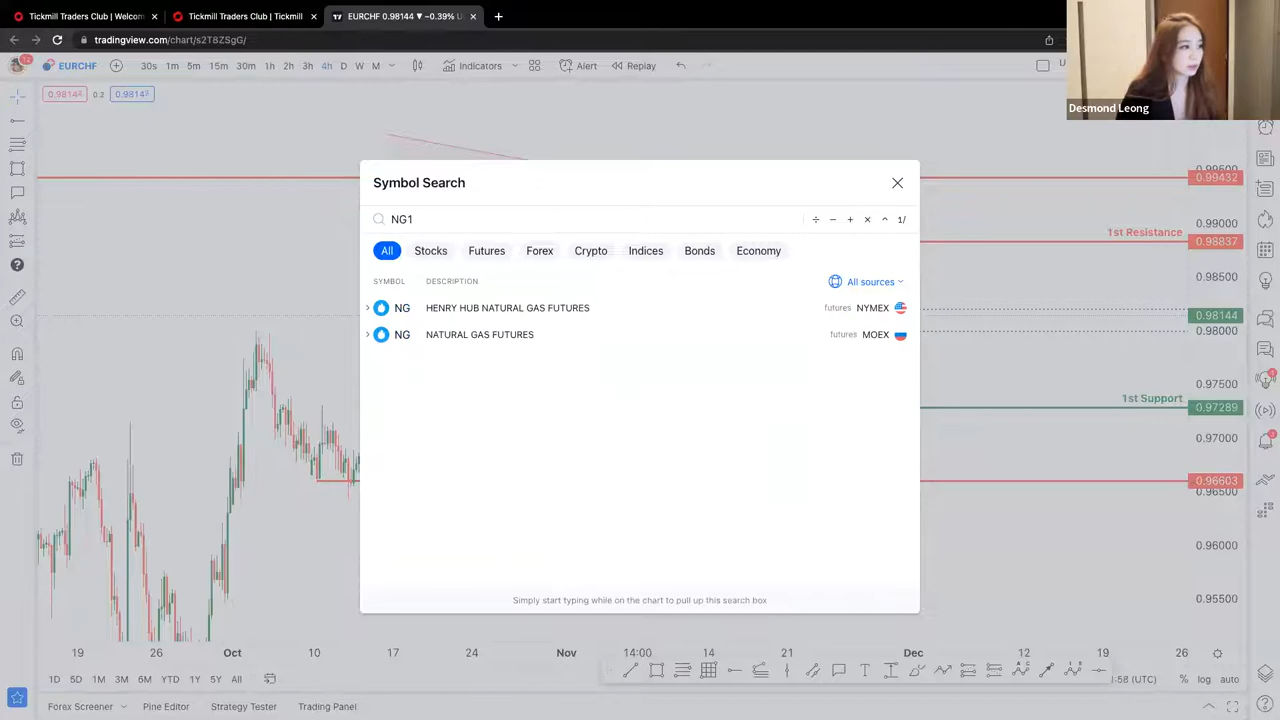 Tickmill Traders Club | Welcom
Tickmill Traders Club | Tickmill
EURCHF 0.98144 ▼ −0.39% U
tradingview.com/chart/s2T8ZSgG/
EURCHF
30s 1m 5m 15m 30m 1h 2h 3h 4h D W M
Indicators
Alert
Replay
Desmond Leong
0.98142
0.2
0.98142
Symbol Search
NG1
÷ − + × ^ 1/
All Stocks Futures Forex Crypto Indices Bonds Economy
SYMBOL DESCRIPTION
All sources
NG HENRY HUB NATURAL GAS FUTURES futures NYMEX
NG NATURAL GAS FUTURES futures MOEX
Simply start typing while on the chart to pull up this search box
0.99500
0.99432
0.99000
1st Resistance
0.98837
0.98500
0.98144
0.98000
0.97500
1st Support
0.97289
0.97000
0.96603
0.96500
0.96000
0.95500
19 26 Oct 10 17 24 Nov 14:00 14 21 Dec 12 19 26
1D 5D 1M 3M 6M YTD 1Y 5Y All
:58 (UTC) % log auto
Forex Screener Pine Editor Strategy Tester Trading Panel